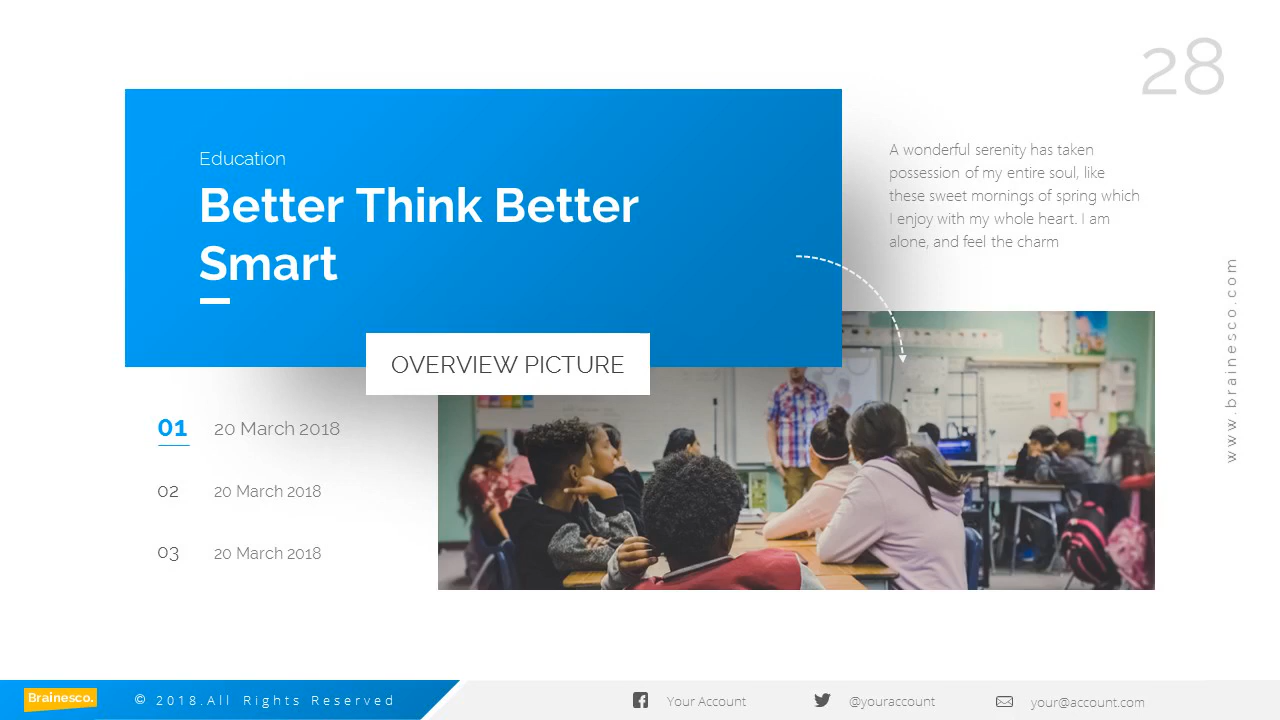 28
Education
Better Think Better
Smart
A wonderful serenity has taken
possession of my entire soul, like
these sweet mornings of spring which
I enjoy with my whole heart. I am
alone, and feel the charm
OVERVIEW PICTURE
01 20 March 2018
02 20 March 2018
03 20 March 2018
www.brainesco.com
Brainesco.
© 2018.All Rights Reserved
Your Account
@youraccount
your@account.com